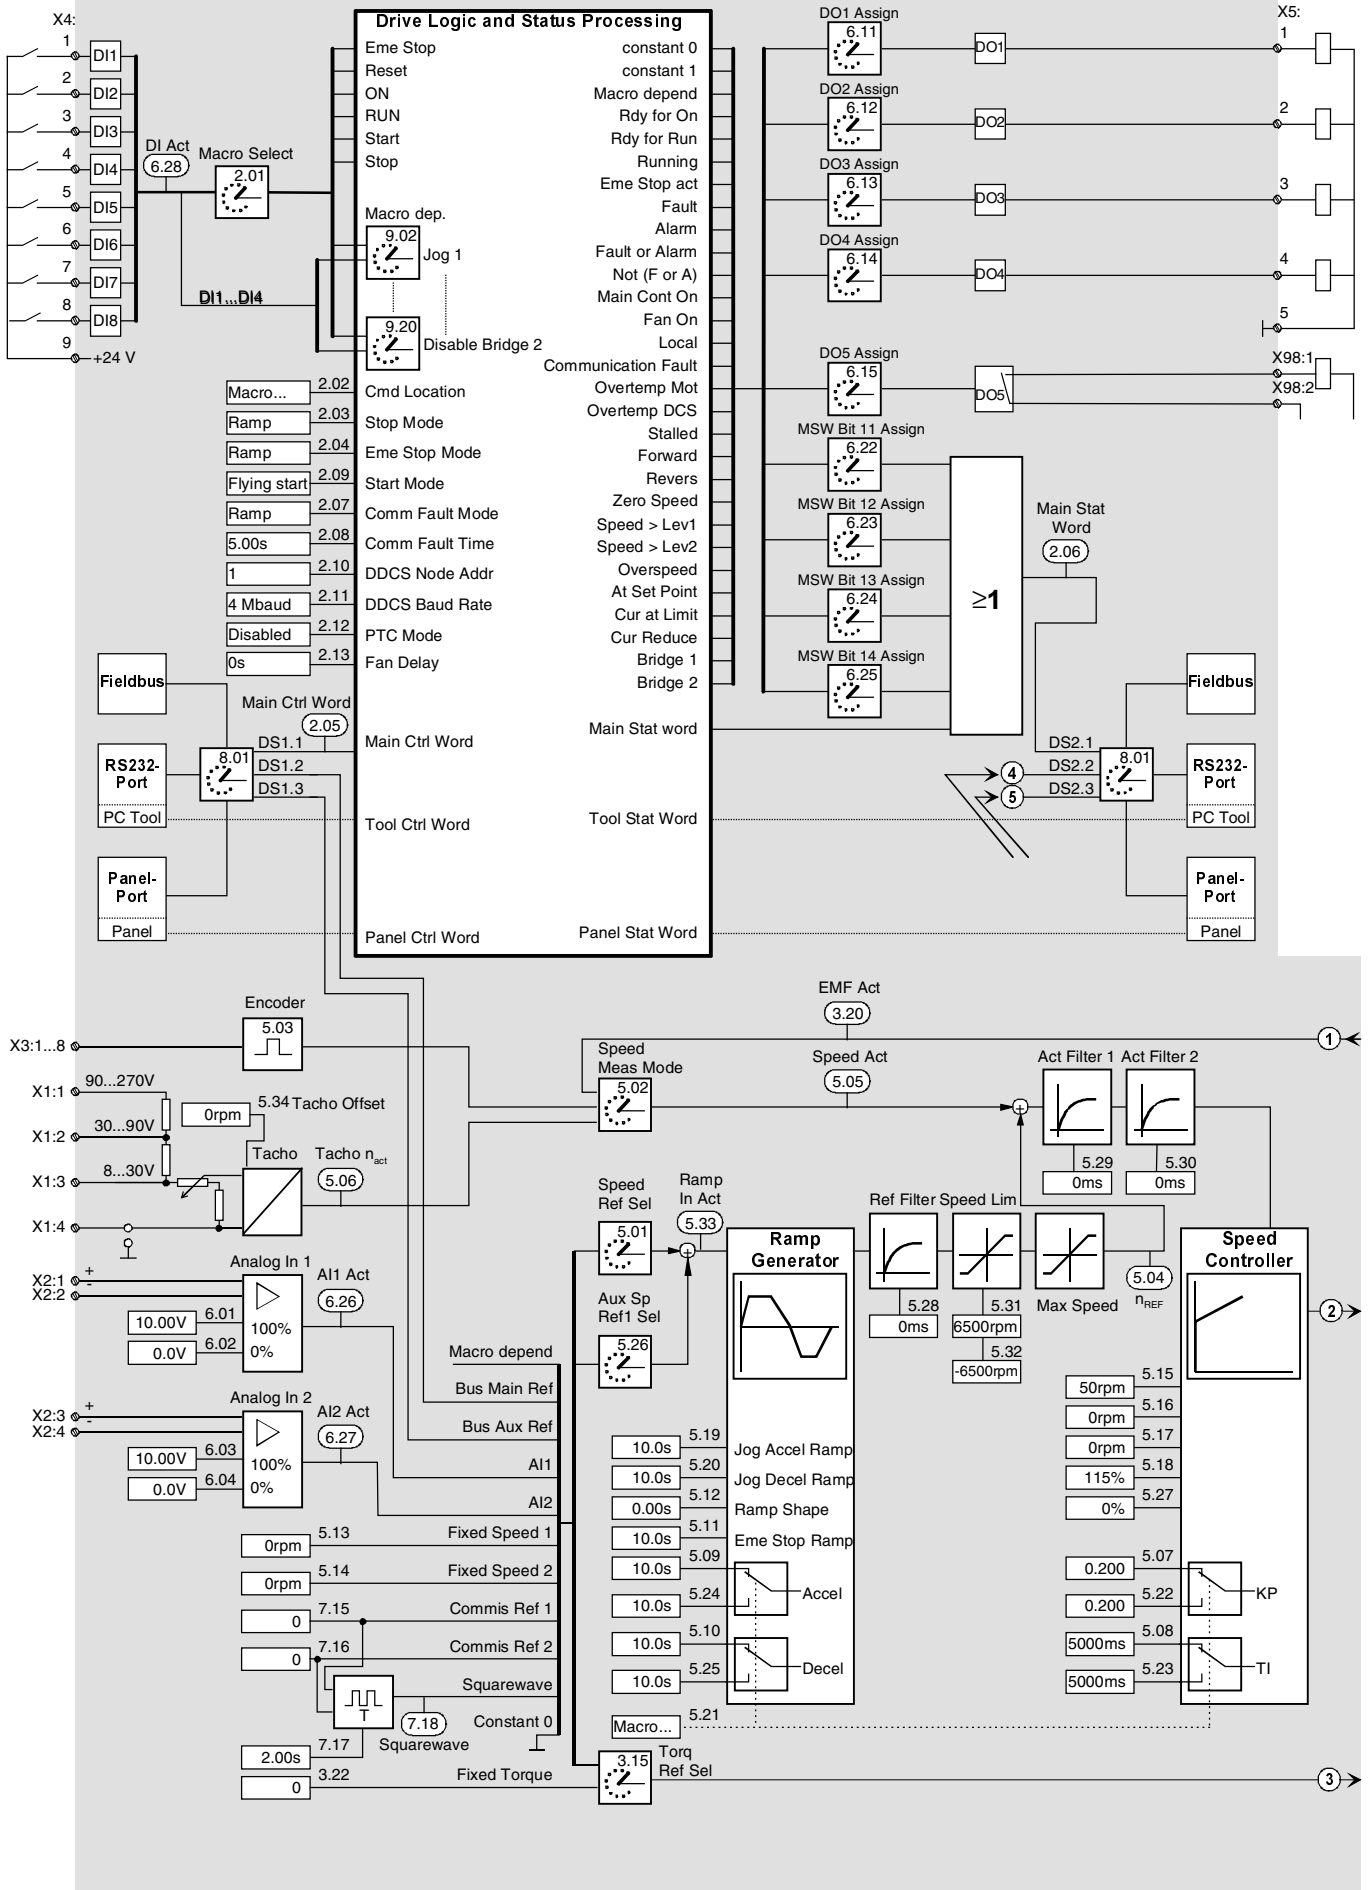 X4:
1
DI1
2
DI2
3
DI3
4
DI4
5
DI5
6
DI6
7
DI7
8
DI8
9
+24 V
DI Act
6.28
Macro Select
2.01
DI1...DI4
Drive Logic and Status Processing
Eme Stop
Reset
ON
RUN
Start
Stop
Macro dep.
9.02
Jog 1
9.20
Disable Bridge 2
Macro...
2.02
Cmd Location
Ramp
2.03
Stop Mode
Ramp
2.04
Eme Stop Mode
Flying start
2.09
Start Mode
Ramp
2.07
Comm Fault Mode
5.00s
2.08
Comm Fault Time
1
2.10
DDCS Node Addr
4 Mbaud
2.11
DDCS Baud Rate
Disabled
2.12
PTC Mode
0s
2.13
Fan Delay
Main Ctrl Word
2.05
Main Ctrl Word
Tool Ctrl Word
Panel Ctrl Word
Fieldbus
RS232-
Port
PC Tool
Panel-
Port
Panel
8.01
DS1.1
DS1.2
DS1.3
constant 0
constant 1
Macro depend
Rdy for On
Rdy for Run
Running
Eme Stop act
Fault
Alarm
Fault or Alarm
Not (F or A)
Main Cont On
Fan On
Local
Communication Fault
Overtemp Mot
Overtemp DCS
Stalled
Forward
Revers
Zero Speed
Speed > Lev1
Speed > Lev2
Overspeed
At Set Point
Cur at Limit
Cur Reduce
Bridge 1
Bridge 2
Main Stat word
Tool Stat Word
Panel Stat Word
DO1 Assign
6.11
DO1
DO2 Assign
6.12
DO2
DO3 Assign
6.13
DO3
DO4 Assign
6.14
DO4
DO5 Assign
6.15
DO5
MSW Bit 11 Assign
6.22
MSW Bit 12 Assign
6.23
MSW Bit 13 Assign
6.24
MSW Bit 14 Assign
6.25
≥1
Main Stat
Word
2.06
X5:
1
2
3
4
5
X98:1
X98:2
DS2.1
DS2.2
DS2.3
4
5
8.01
Fieldbus
RS232-
Port
PC Tool
Panel-
Port
Panel
EMF Act
3.20
1
Encoder
5.03
X3:1...8
X1:1
90...270V
X1:2
30...90V
X1:3
8...30V
X1:4
0rpm
5.34 Tacho Offset
Tacho
Tacho nact
5.06
Speed
Meas Mode
5.02
Speed Act
5.05
+
Act Filter 1
5.29
0ms
Act Filter 2
5.30
0ms
X2:1
X2:2
+
-
Analog In 1
10.00V
6.01
100%
0.0V
6.02
0%
AI1 Act
6.26
X2:3
X2:4
+
-
Analog In 2
10.00V
6.03
100%
0.0V
6.04
0%
AI2 Act
6.27
Macro depend
Bus Main Ref
Bus Aux Ref
AI1
AI2
0rpm
5.13
Fixed Speed 1
0rpm
5.14
Fixed Speed 2
0
7.15
Commis Ref 1
0
7.16
Commis Ref 2
T
Squarewave
7.18
Squarewave
Constant 0
2.00s
7.17
0
3.22
Fixed Torque
Speed
Ref Sel
5.01
Aux Sp
Ref1 Sel
5.26
Ramp
In Act
5.33
+
Ramp
Generator
10.0s
5.19
Jog Accel Ramp
10.0s
5.20
Jog Decel Ramp
0.00s
5.12
Ramp Shape
10.0s
5.11
Eme Stop Ramp
10.0s
5.09
10.0s
5.24
Accel
10.0s
5.10
10.0s
5.25
Decel
Macro...
5.21
Ref Filter
5.28
0ms
Speed Lim
5.31
6500rpm
5.32
-6500rpm
Max Speed
5.04
nREF
Speed
Controller
2
50rpm
5.15
0rpm
5.16
0rpm
5.17
115%
5.18
0%
5.27
0.200
5.07
0.200
5.22
KP
5000ms
5.08
5000ms
5.23
TI
3.15
Torq
Ref Sel
3